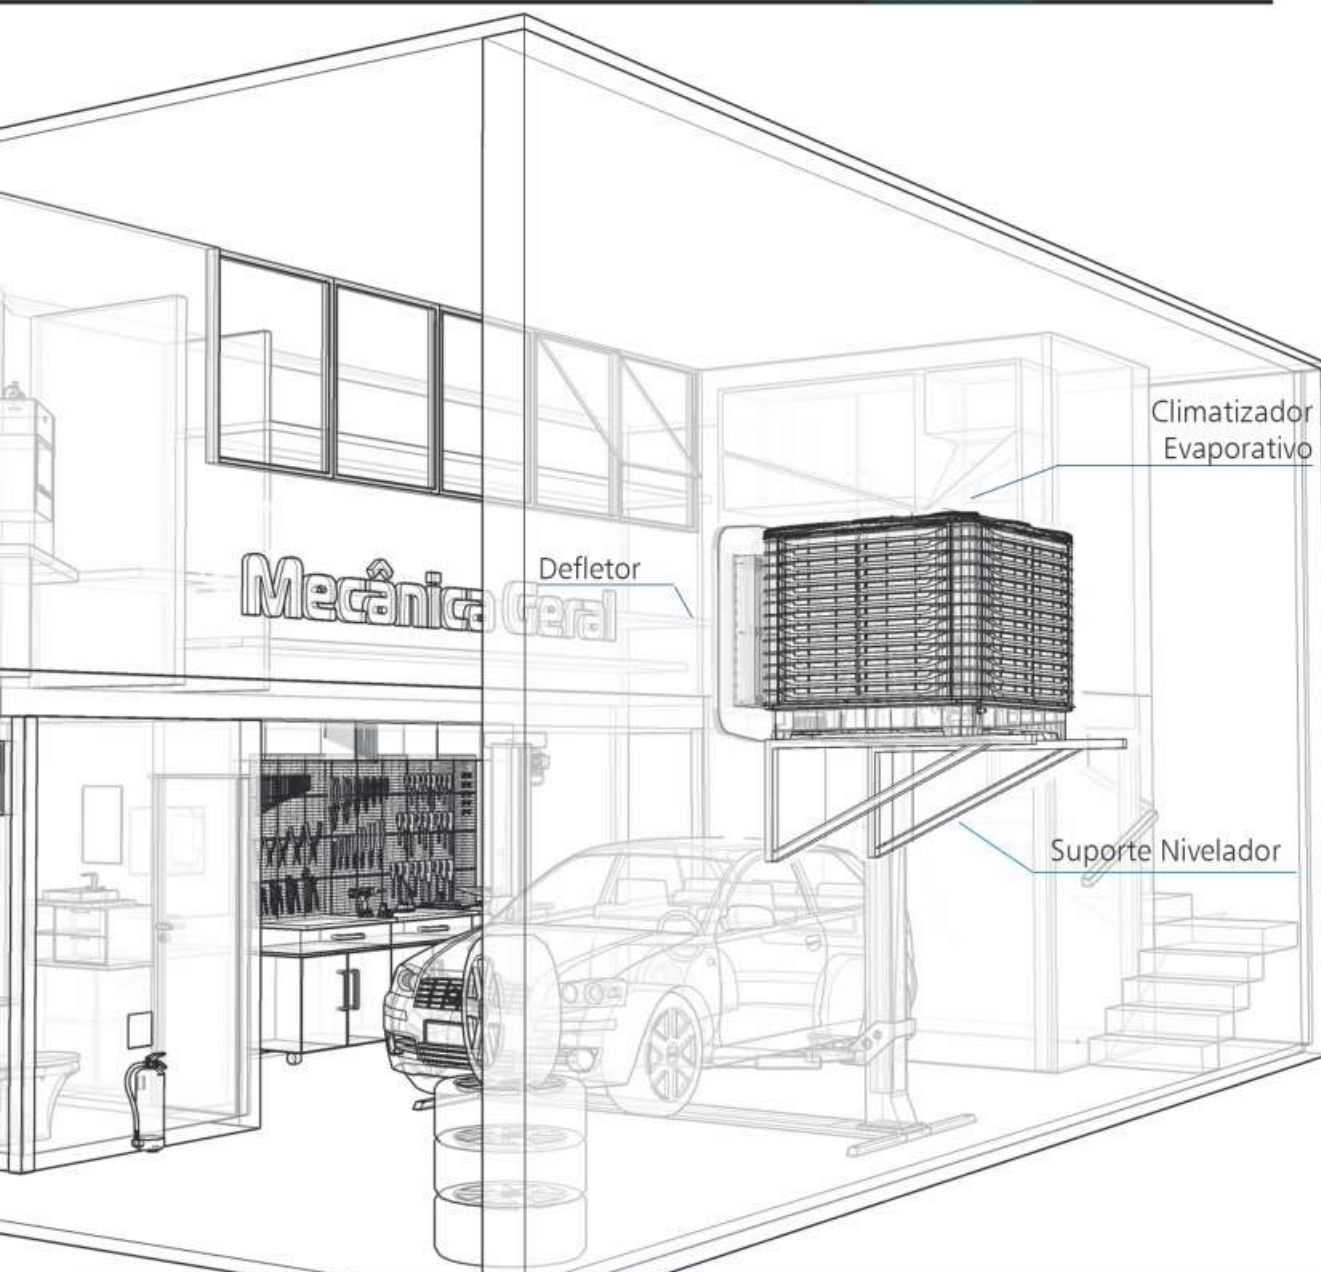 Climatizador
Evaporativo
Defletor
Mecânica Geral
Suporte Nivelador